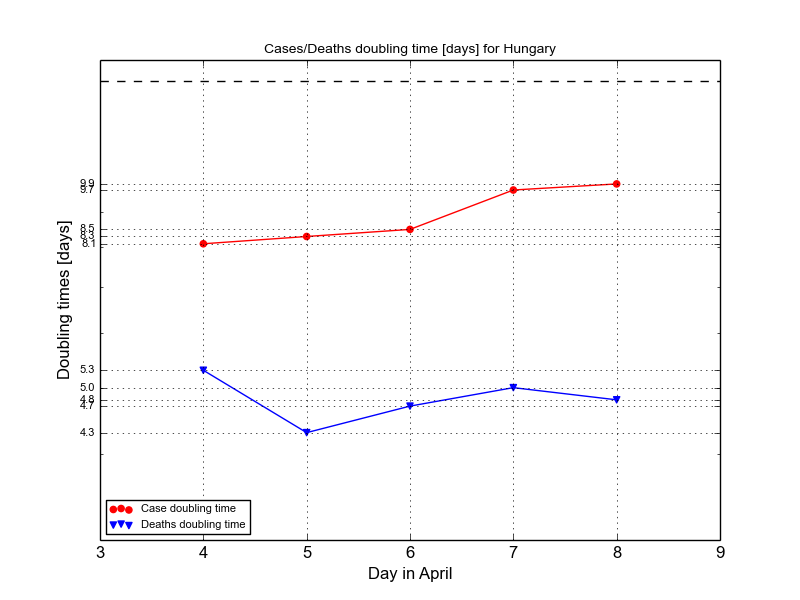 Cases/Deaths doubling time [days] for Hungary
Doubling times [days]
9.9
9.7
8.5
8.3
8.1
5.3
5.0
4.8
4.7
4.3
Case doubling time
Deaths doubling time
3 4 5 6 7 8 9
Day in April